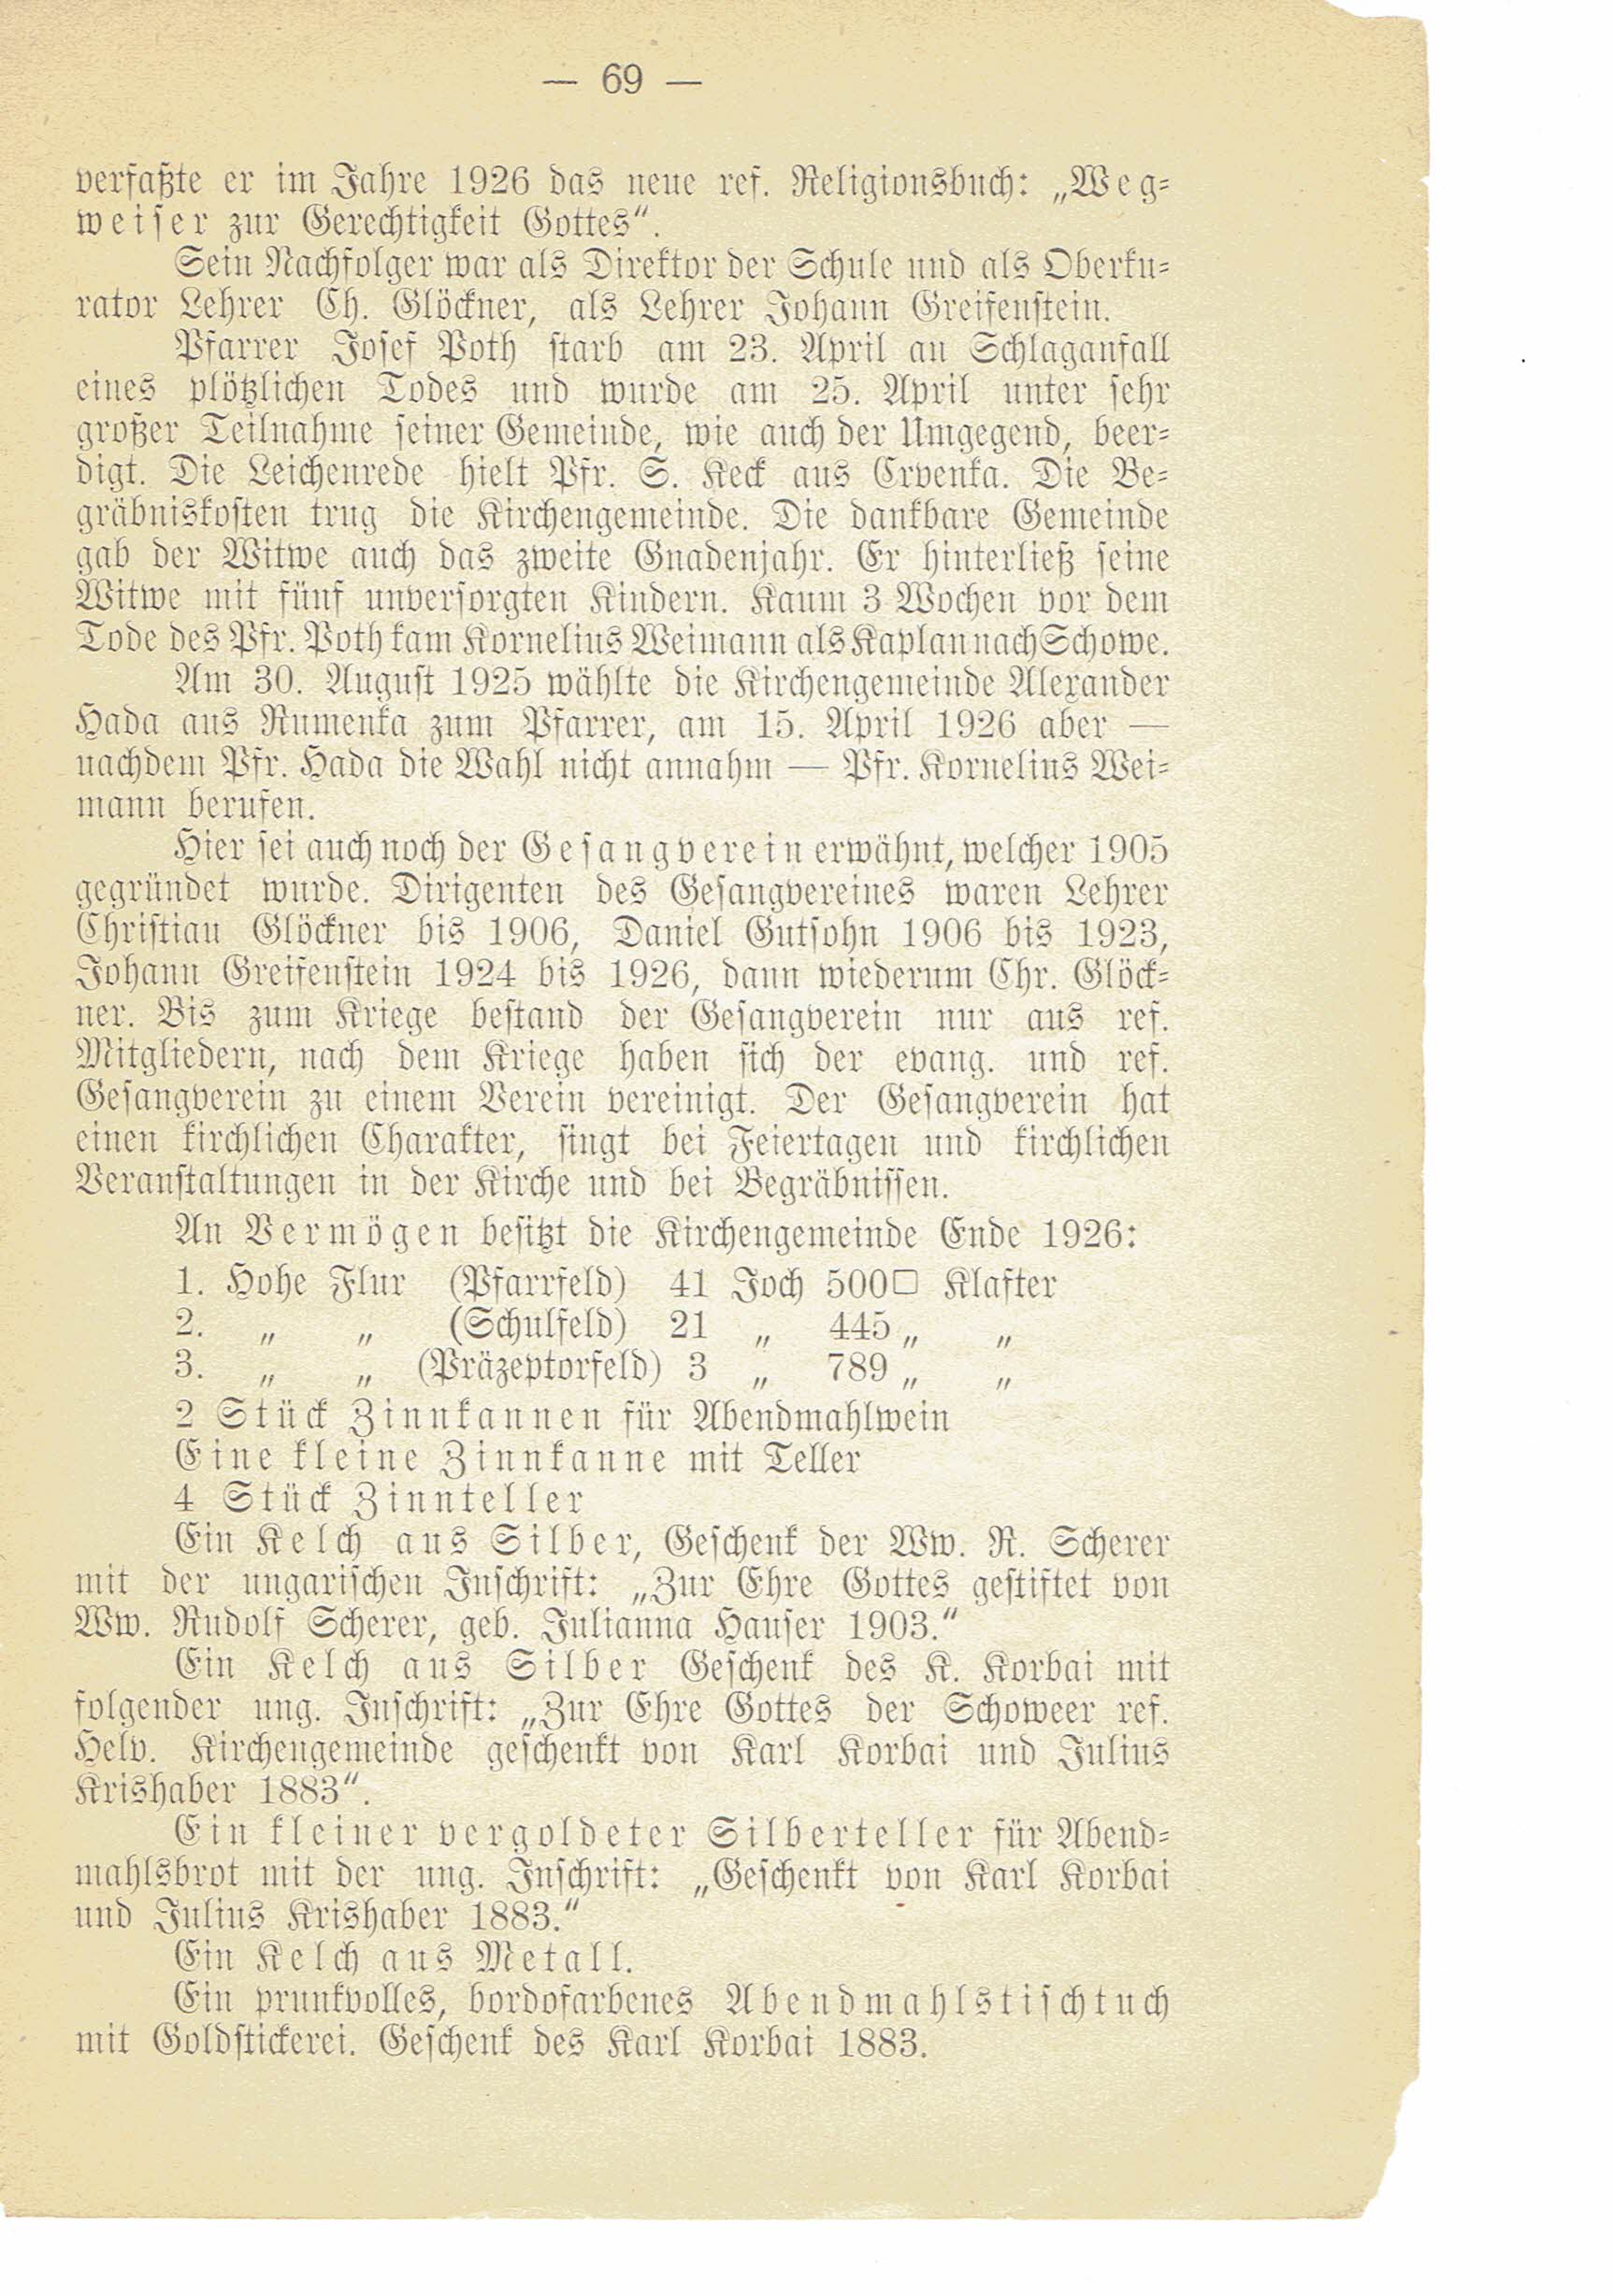 — 69 —
verfaßte er im Jahre 1926 das neue ref. Religionsbuch: „Weg-
weiser zur Gerechtigkeit Gottes“.
Sein Nachfolger war als Direktor der Schule und als Oberku-
rator Lehrer Ch. Glöckner, als Lehrer Johann Greifenstein.
Pfarrer Josef Poth starb am 23. April an Schlaganfall
eines plötzlichen Todes und wurde am 25. April unter sehr
großer Teilnahme seiner Gemeinde, wie auch der Umgegend, beer-
digt. Die Leichenrede hielt Pfr. S. Keck aus Crvenka. Die Be-
gräbniskosten trug die Kirchengemeinde. Die dankbare Gemeinde
gab der Witwe auch das zweite Gnadenjahr. Er hinterließ seine
Witwe mit fünf unversorgten Kindern. Kaum 3 Wochen vor dem
Tode des Pfr. Poth kam Kornelius Weimann als Kaplan nach Schowe.
Am 30. August 1925 wählte die Kirchengemeinde Alexander
Hada aus Rumenka zum Pfarrer, am 15. April 1926 aber —
nachdem Pfr. Hada die Wahl nicht annahm — Pfr. Kornelius Wei-
mann berufen.
Hier sei auch noch der Gesangverein erwähnt, welcher 1905
gegründet wurde. Dirigenten des Gesangvereines waren Lehrer
Christian Glöckner bis 1906, Daniel Gutsohn 1906 bis 1923,
Johann Greifenstein 1924 bis 1926, dann wiederum Chr. Glöck-
ner. Bis zum Kriege bestand der Gesangverein nur aus ref.
Mitgliedern, nach dem Kriege haben sich der evang. und ref.
Gesangverein zu einem Verein vereinigt. Der Gesangverein hat
einen kirchlichen Charakter, singt bei Feiertagen und kirchlichen
Veranstaltungen in der Kirche und bei Begräbnissen.
An Vermögen besitzt die Kirchengemeinde Ende 1926:
1. Hohe Flur (Pfarrfeld) 41 Joch 500□ Klafter
2. „ „ (Schulfeld) 21 „ 445 „ „
3. „ „ (Präzeptorfeld) 3 „ 789 „ „
2 Stück Zinnkannen für Abendmahlwein
Eine kleine Zinnkanne mit Teller
4 Stück Zinnteller
Ein Kelch aus Silber, Geschenk der Ww. R. Scherer
mit der ungarischen Inschrift: „Zur Ehre Gottes gestiftet von
Ww. Rudolf Scherer, geb. Julianna Hauser 1903.“
Ein Kelch aus Silber Geschenk des K. Korbai mit
folgender ung. Inschrift: „Zur Ehre Gottes der Schoweer ref.
Helv. Kirchengemeinde geschenkt von Karl Korbai und Julius
Krishaber 1883“.
Ein kleiner vergoldeter Silberteller für Abend-
mahlsbrot mit der ung. Inschrift: „Geschenkt von Karl Korbai
und Julius Krishaber 1883.“
Ein Kelch aus Metall.
Ein prunkvolles, bordofarbenes Abendmahlstischtuch
mit Goldstickerei. Geschenk des Karl Korbai 1883.